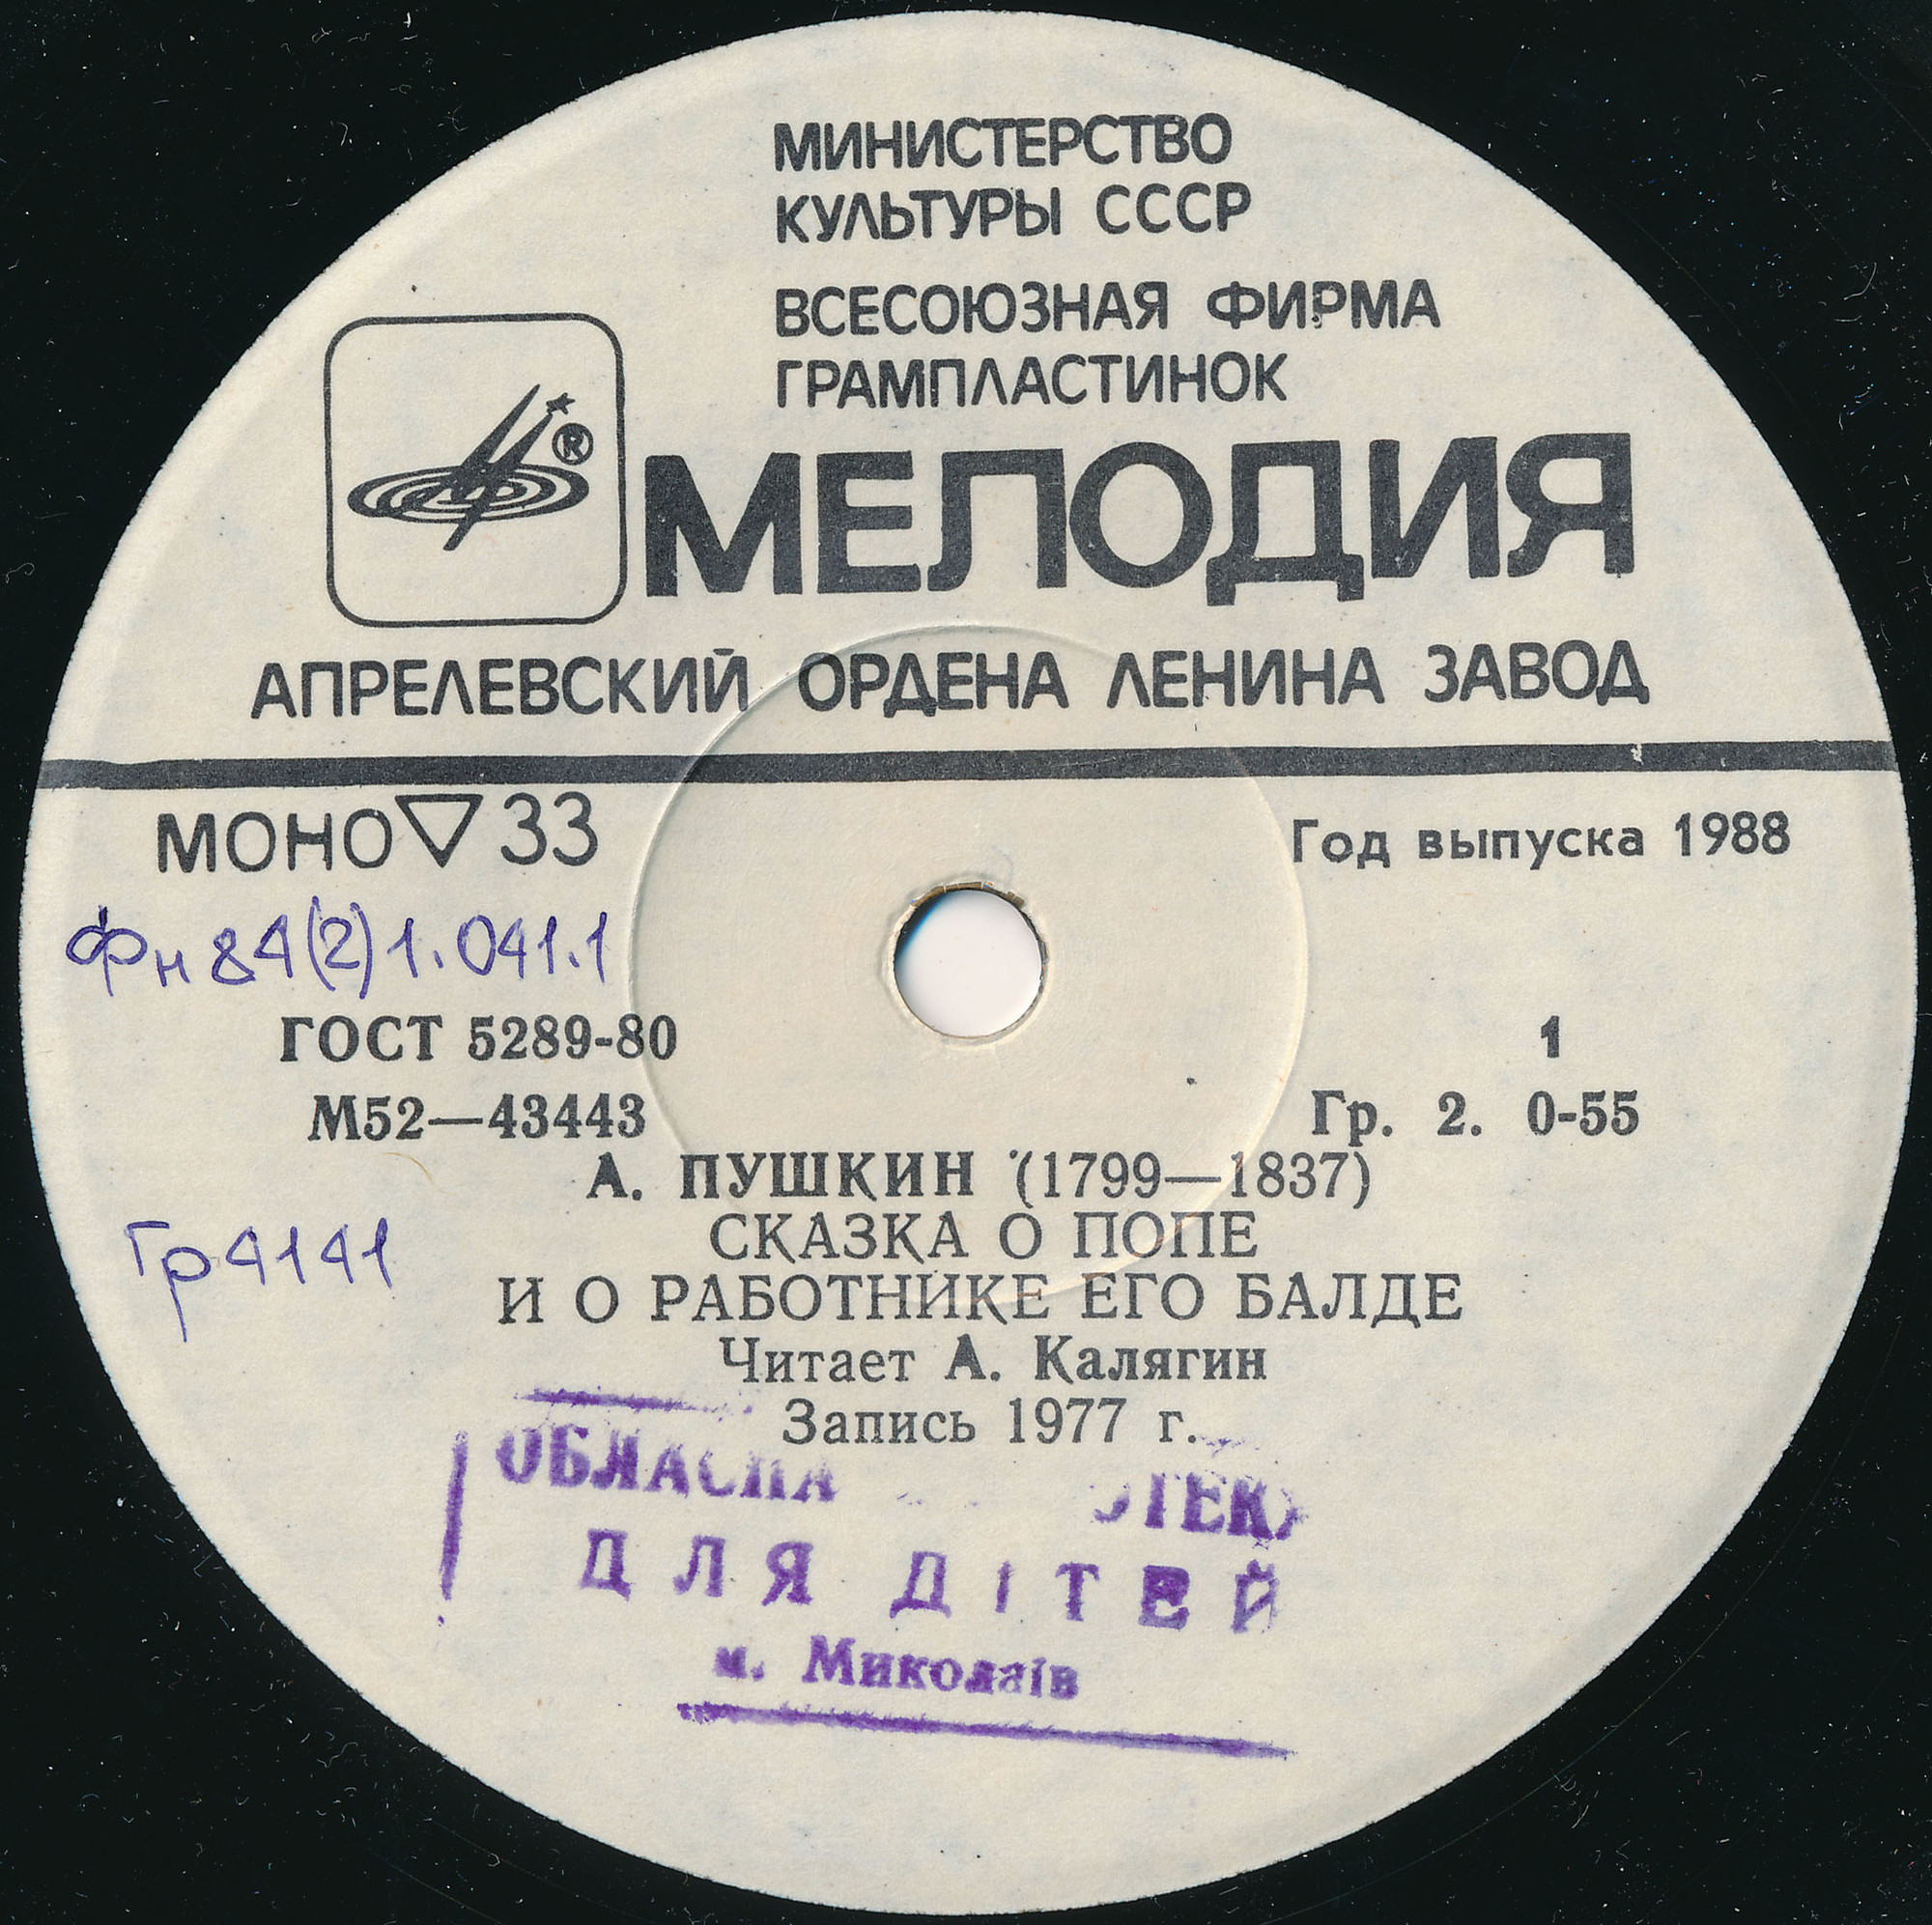 МИНИСТЕРСТВО
КУЛЬТУРЫ СССР
ВСЕСОЮЗНАЯ ФИРМА
ГРАМПЛАСТИНОК
®
МЕЛОДИЯ
АПРЕЛЕВСКИЙ ОРДЕНА ЛЕНИНА ЗАВОД
МОНО ▽ 33
Год выпуска 1988
Фн 84(2)1.041.1
ГОСТ 5289-80
1
М52—43443
Гр. 2. 0-55
А. ПУШКИН (1799—1837)
Гр4141
СКАЗКА О ПОПЕ
И О РАБОТНИКЕ ЕГО БАЛДЕ
Читает А. Калягин
Запись 1977 г.
ДЛЯ ДІТЕЙ
м. Миколаїв